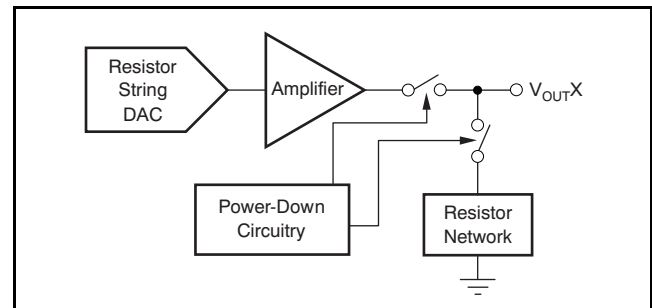 Resistor
String
DAC
Amplifier
V_OUTX
Power-Down
Circuitry
Resistor
Network